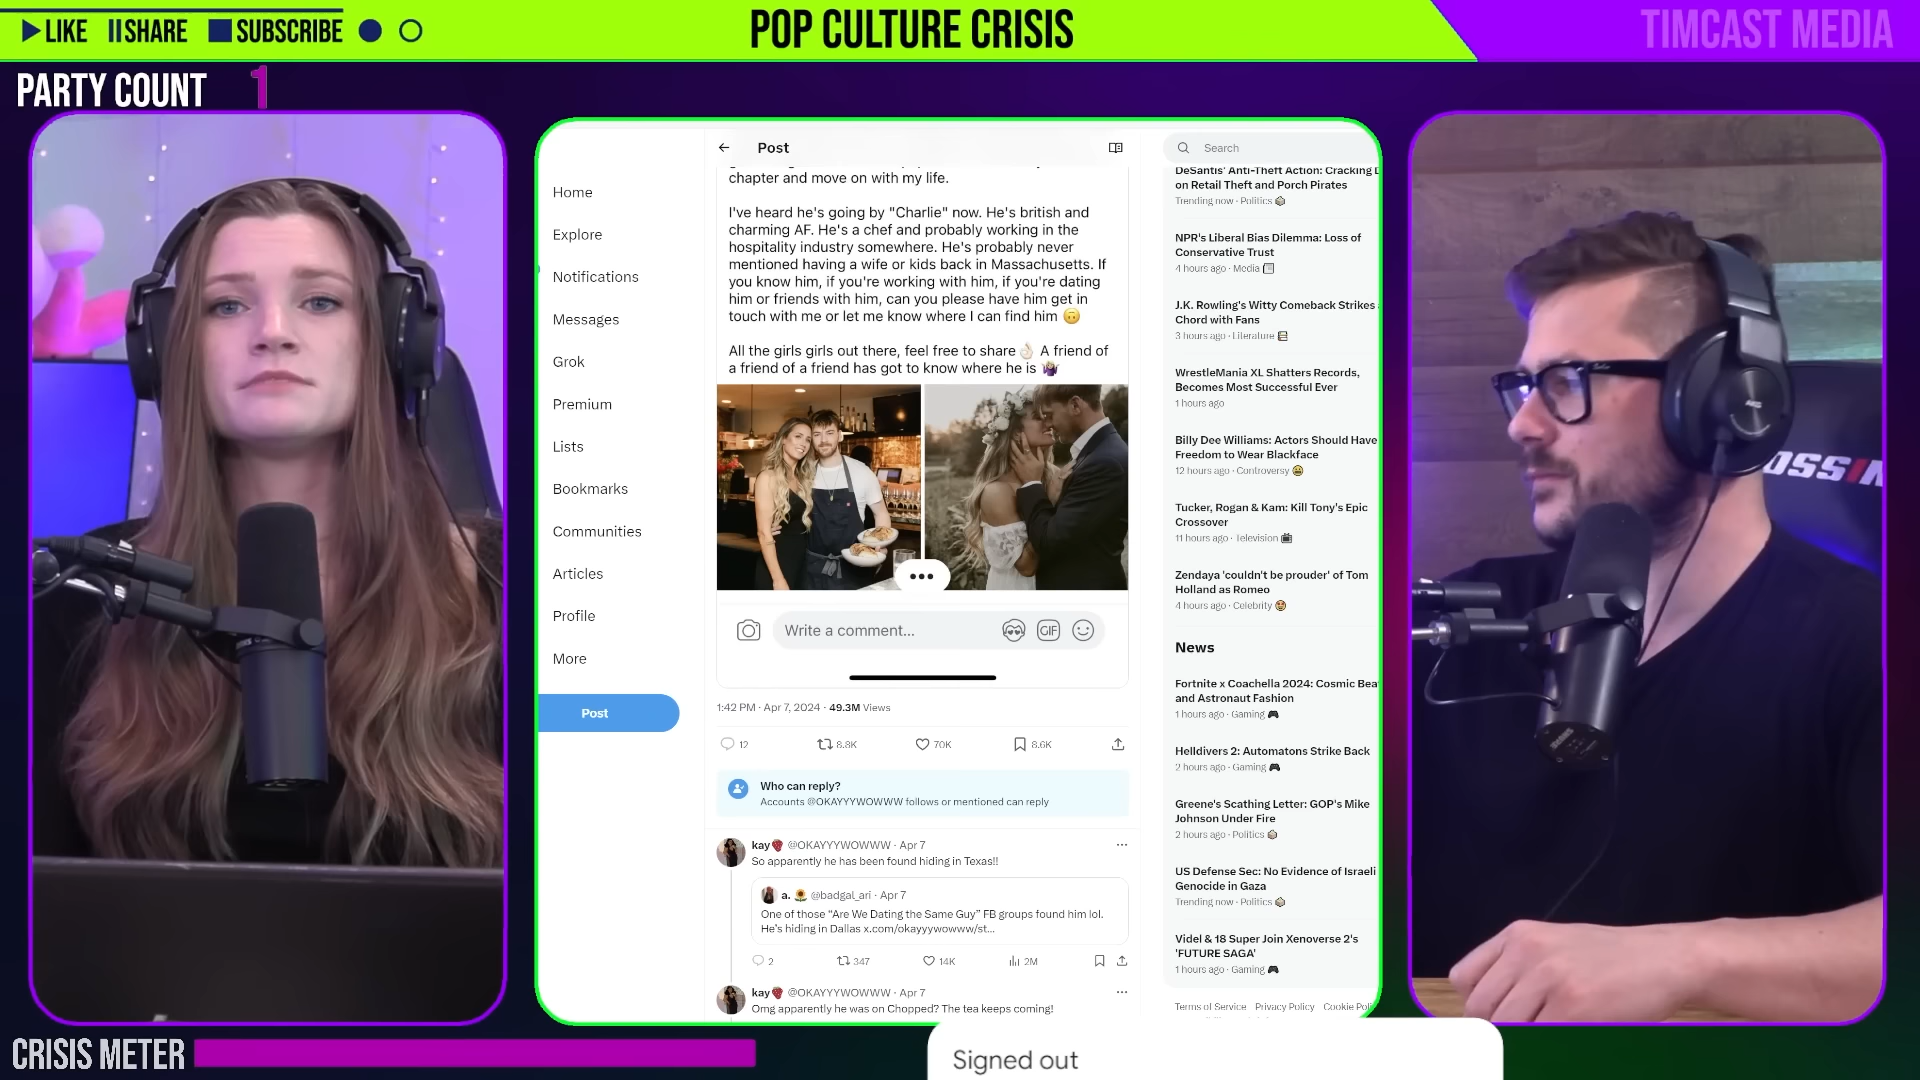 LIKE SHARE SUBSCRIBE
POP CULTURE CRISIS
TIMCAST MEDIA
PARTY COUNT 1
Home
Explore
Notifications
Messages
Grok
Premium
Lists
Bookmarks
Communities
Articles
Profile
More
Post
Post
chapter and move on with my life.
I've heard he's going by "Charlie" now. He's british and
charming AF. He's a chef and probably working in the
hospitality industry somewhere. He's probably never
mentioned having a wife or kids back in Massachusetts. If
you know him, if you're working with him, if you're dating
him or friends with him, can you please have him get in
touch with me or let me know where I can find him 🙃
All the girls girls out there, feel free to share 👌🏻 A friend of
a friend of a friend has got to know where he is 🤷🏻‍♀️
Write a comment...
GIF
1:42 PM · Apr 7, 2024 · 49.3M Views
12 8.8K 70K 8.6K
Who can reply?
Accounts @OKAYYYWOWWW follows or mentioned can reply
kay @OKAYYYWOWWW · Apr 7
So apparently he has been found hiding in Texas!!
a. 🌻 @badgal_ari · Apr 7
One of those “Are We Dating the Same Guy” FB groups found him lol.
He’s hiding in Dallas x.com/okayyywowww/st...
2 347 14K 2M
kay @OKAYYYWOWWW · Apr 7
Omg apparently he was on Chopped? The tea keeps coming!
Search
DeSantis' Anti-Theft Action: Cracking
on Retail Theft and Porch Pirates
Trending now · Politics
NPR's Liberal Bias Dilemma: Loss of
Conservative Trust
4 hours ago · Media
J.K. Rowling's Witty Comeback Strikes
Chord with Fans
3 hours ago · Literature
WrestleMania XL Shatters Records,
Becomes Most Successful Ever
1 hours ago
Billy Dee Williams: Actors Should Have
Freedom to Wear Blackface
12 hours ago · Controversy
Tucker, Rogan & Kam: Kill Tony's Epic
Crossover
11 hours ago · Television
Zendaya 'couldn't be prouder' of Tom
Holland as Romeo
4 hours ago · Celebrity
News
Fortnite x Coachella 2024: Cosmic Bea
and Astronaut Fashion
1 hours ago · Gaming
Helldivers 2: Automatons Strike Back
2 hours ago · Gaming
Greene's Scathing Letter: GOP's Mike
Johnson Under Fire
2 hours ago · Politics
US Defense Sec: No Evidence of Israeli
Genocide in Gaza
Trending now · Politics
Videl & 18 Super Join Xenoverse 2's
'FUTURE SAGA'
1 hours ago · Gaming
Terms of Service Privacy Policy Cookie Poli
CRISIS METER
Signed out